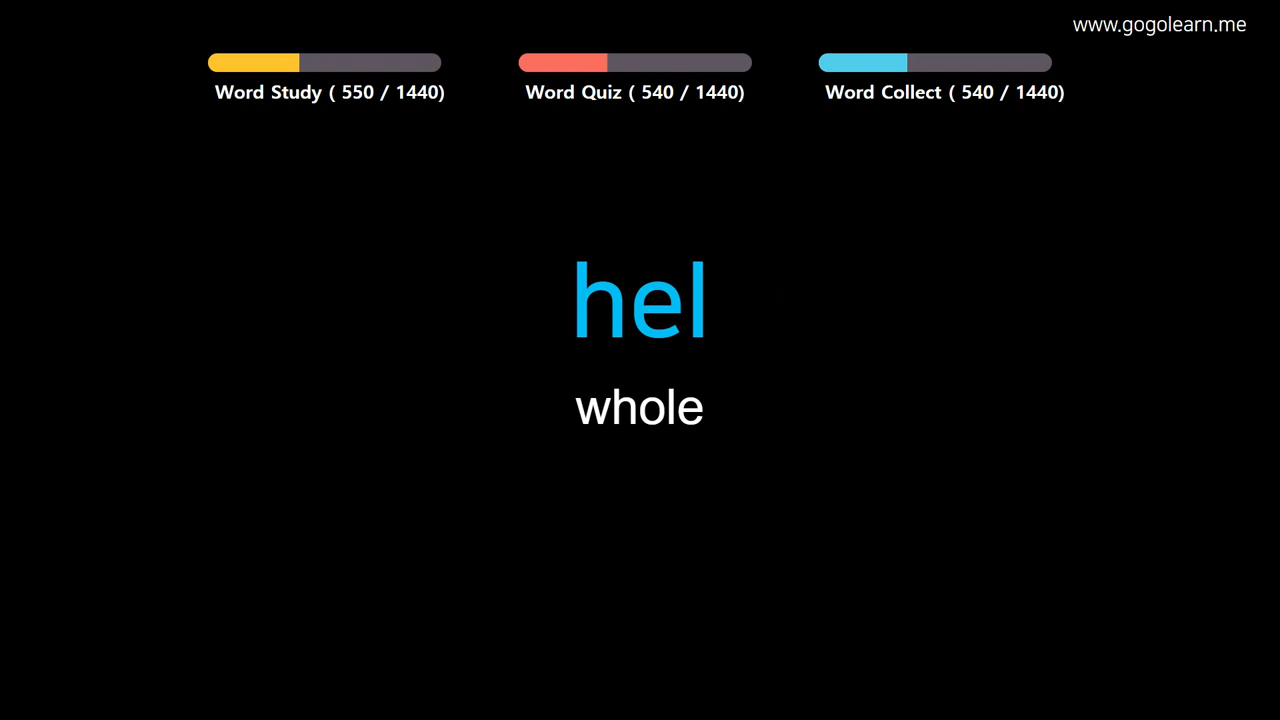 www.gogolearn.me
Word Study ( 550 / 1440)
Word Quiz ( 540 / 1440)
Word Collect ( 540 / 1440)
hel
whole